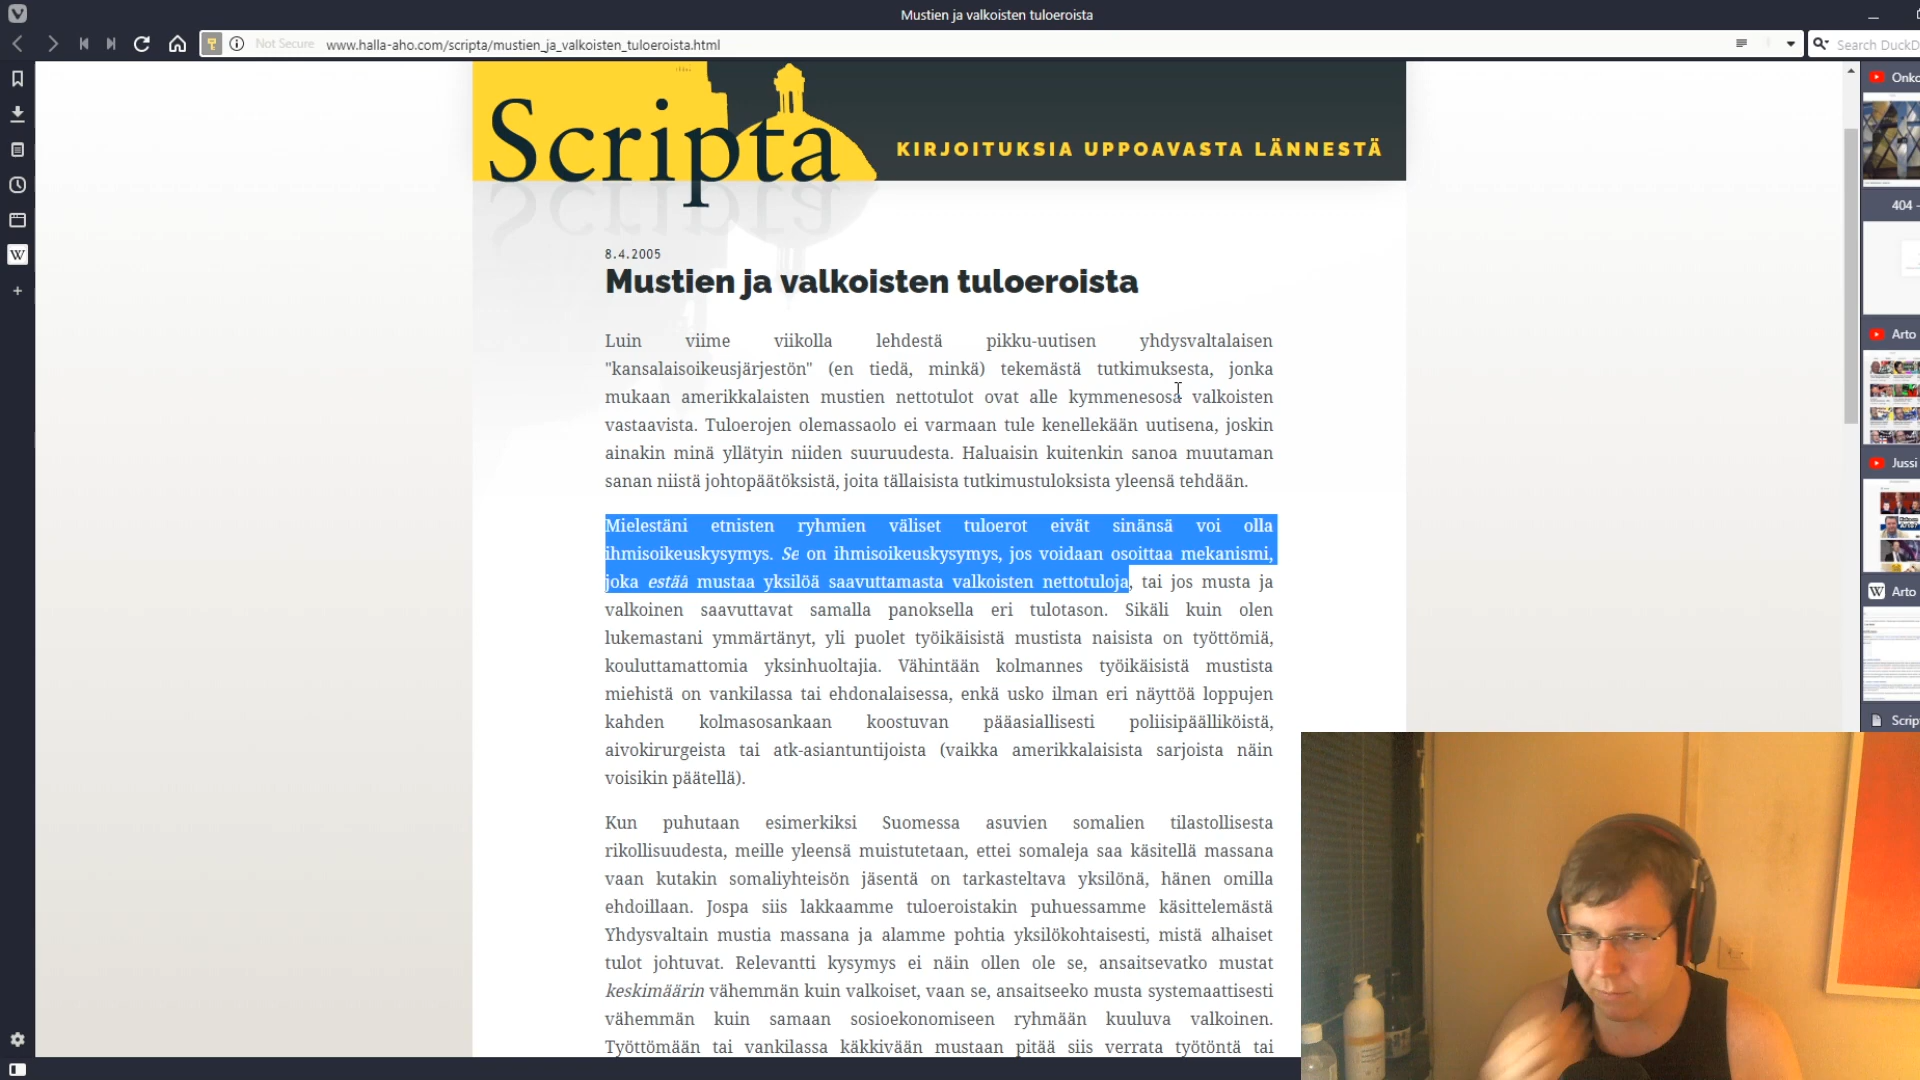 Mustien ja valkoisten tuloeroista
Not Secure www.halla-aho.com/scripta/mustien_ja_valkoisten_tuloeroista.html
Search DuckD
Scripta
KIRJOITUKSIA UPPOAVASTA LÄNNESTÄ
8.4.2005
Mustien ja valkoisten tuloeroista
Luin viime viikolla lehdestä pikku-uutisen yhdysvaltalaisen
"kansalaisoikeusjärjestön" (en tiedä, minkä) tekemästä tutkimuksesta, jonka
mukaan amerikkalaisten mustien nettotulot ovat alle kymmenesosa valkoisten
vastaavista. Tuloerojen olemassaolo ei varmaan tule kenellekään uutisena, joskin
ainakin minä yllätyin niiden suuruudesta. Haluaisin kuitenkin sanoa muutaman
sanan niistä johtopäätöksistä, joita tällaisista tutkimustuloksista yleensä tehdään.
Mielestäni etnisten ryhmien väliset tuloerot eivät sinänsä voi olla
ihmisoikeuskysymys. Se on ihmisoikeuskysymys, jos voidaan osoittaa mekanismi,
joka estää mustaa yksilöä saavuttamasta valkoisten nettotuloja, tai jos musta ja
valkoinen saavuttavat samalla panoksella eri tulotason. Sikäli kuin olen
lukemastani ymmärtänyt, yli puolet työikäisistä mustista naisista on työttömiä,
kouluttamattomia yksinhuoltajia. Vähintään kolmannes työikäisistä mustista
miehistä on vankilassa tai ehdonalaisessa, enkä usko ilman eri näyttöä loppujen
kahden kolmasosankaan koostuvan pääasiallisesti poliisipäälliköistä,
aivokirurgeista tai atk-asiantuntijoista (vaikka amerikkalaisista sarjoista näin
voisikin päätellä).
Kun puhutaan esimerkiksi Suomessa asuvien somalien tilastollisesta
rikollisuudesta, meille yleensä muistutetaan, ettei somaleja saa käsitellä massana
vaan kutakin somaliyhteisön jäsentä on tarkasteltava yksilönä, hänen omilla
ehdoillaan. Jospa siis lakkaamme tuloeroistakin puhuessamme käsittelemästä
Yhdysvaltain mustia massana ja alamme pohtia yksilökohtaisesti, mistä alhaiset
tulot johtuvat. Relevantti kysymys ei näin ollen ole se, ansaitsevatko mustat
keskimäärin vähemmän kuin valkoiset, vaan se, ansaitseeko musta systemaattisesti
vähemmän kuin samaan sosioekonomiseen ryhmään kuuluva valkoinen.
Työttömään tai vankilassa käkkivään mustaan pitää siis verrata työtöntä tai
Onko
404 -
Arto
Jussi
W Arto
Scrip